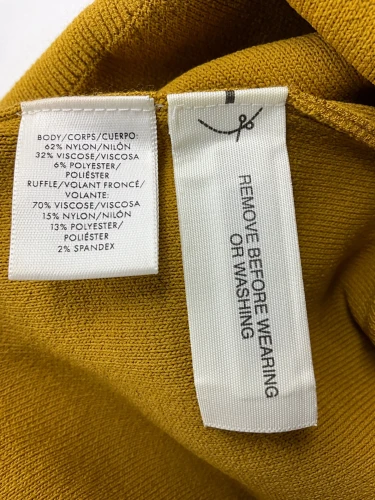 BODY/CORPS/CUERPO:
62% NYLON/NILÓN
32% VISCOSE/VISCOSA
6% POLYESTER/
POLIÉSTER
RUFFLE/VOLANT FRONCÉ/
VOLANTE:
70% VISCOSE/VISCOSA
15% NYLON/NILÓN
13% POLYESTER/
POLIÉSTER
2% SPANDEX
REMOVE BEFORE WEARING
OR WASHING